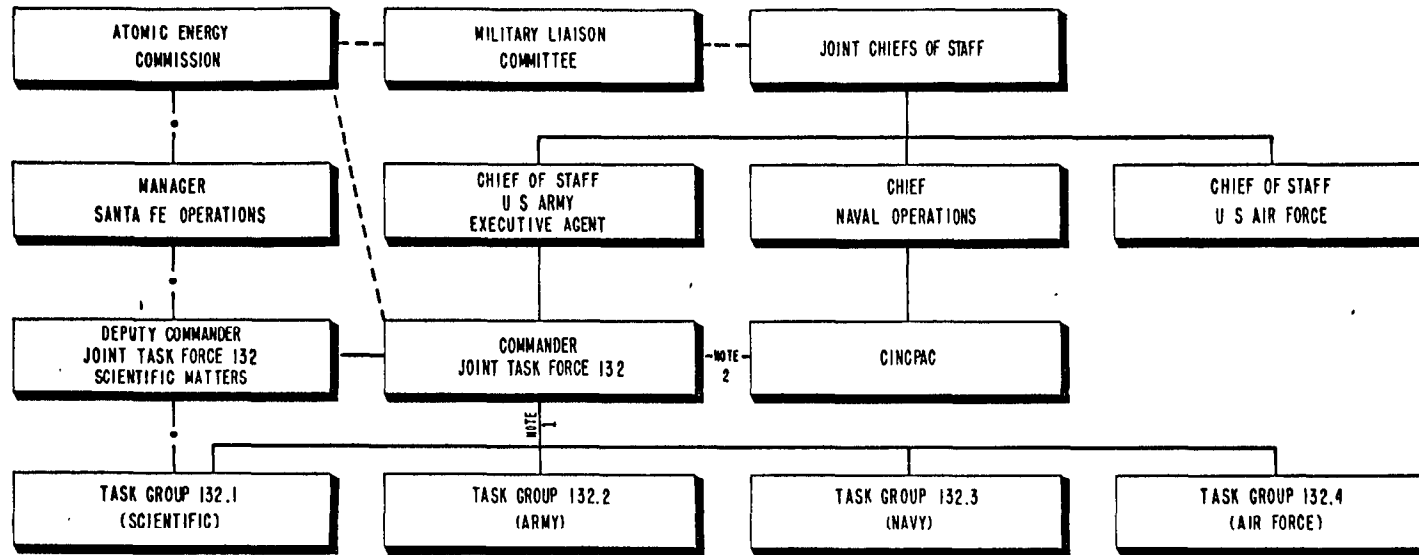 ATOMIC ENERGY
COMMISSION
MILITARY LIAISON
COMMITTEE
JOINT CHIEFS OF STAFF
MANAGER
SANTA FE OPERATIONS
CHIEF OF STAFF
U S ARMY
EXECUTIVE AGENT
CHIEF
NAVAL OPERATIONS
CHIEF OF STAFF
U S AIR FORCE
DEPUTY COMMANDER
JOINT TASK FORCE 132
SCIENTIFIC MATTERS
COMMANDER
JOINT TASK FORCE 132
NOTE
2
CINCPAC
NOTE
1
TASK GROUP 132.1
(SCIENTIFIC)
TASK GROUP 132.2
(ARMY)
TASK GROUP 132.3
(NAVY)
TASK GROUP 132.4
(AIR FORCE)